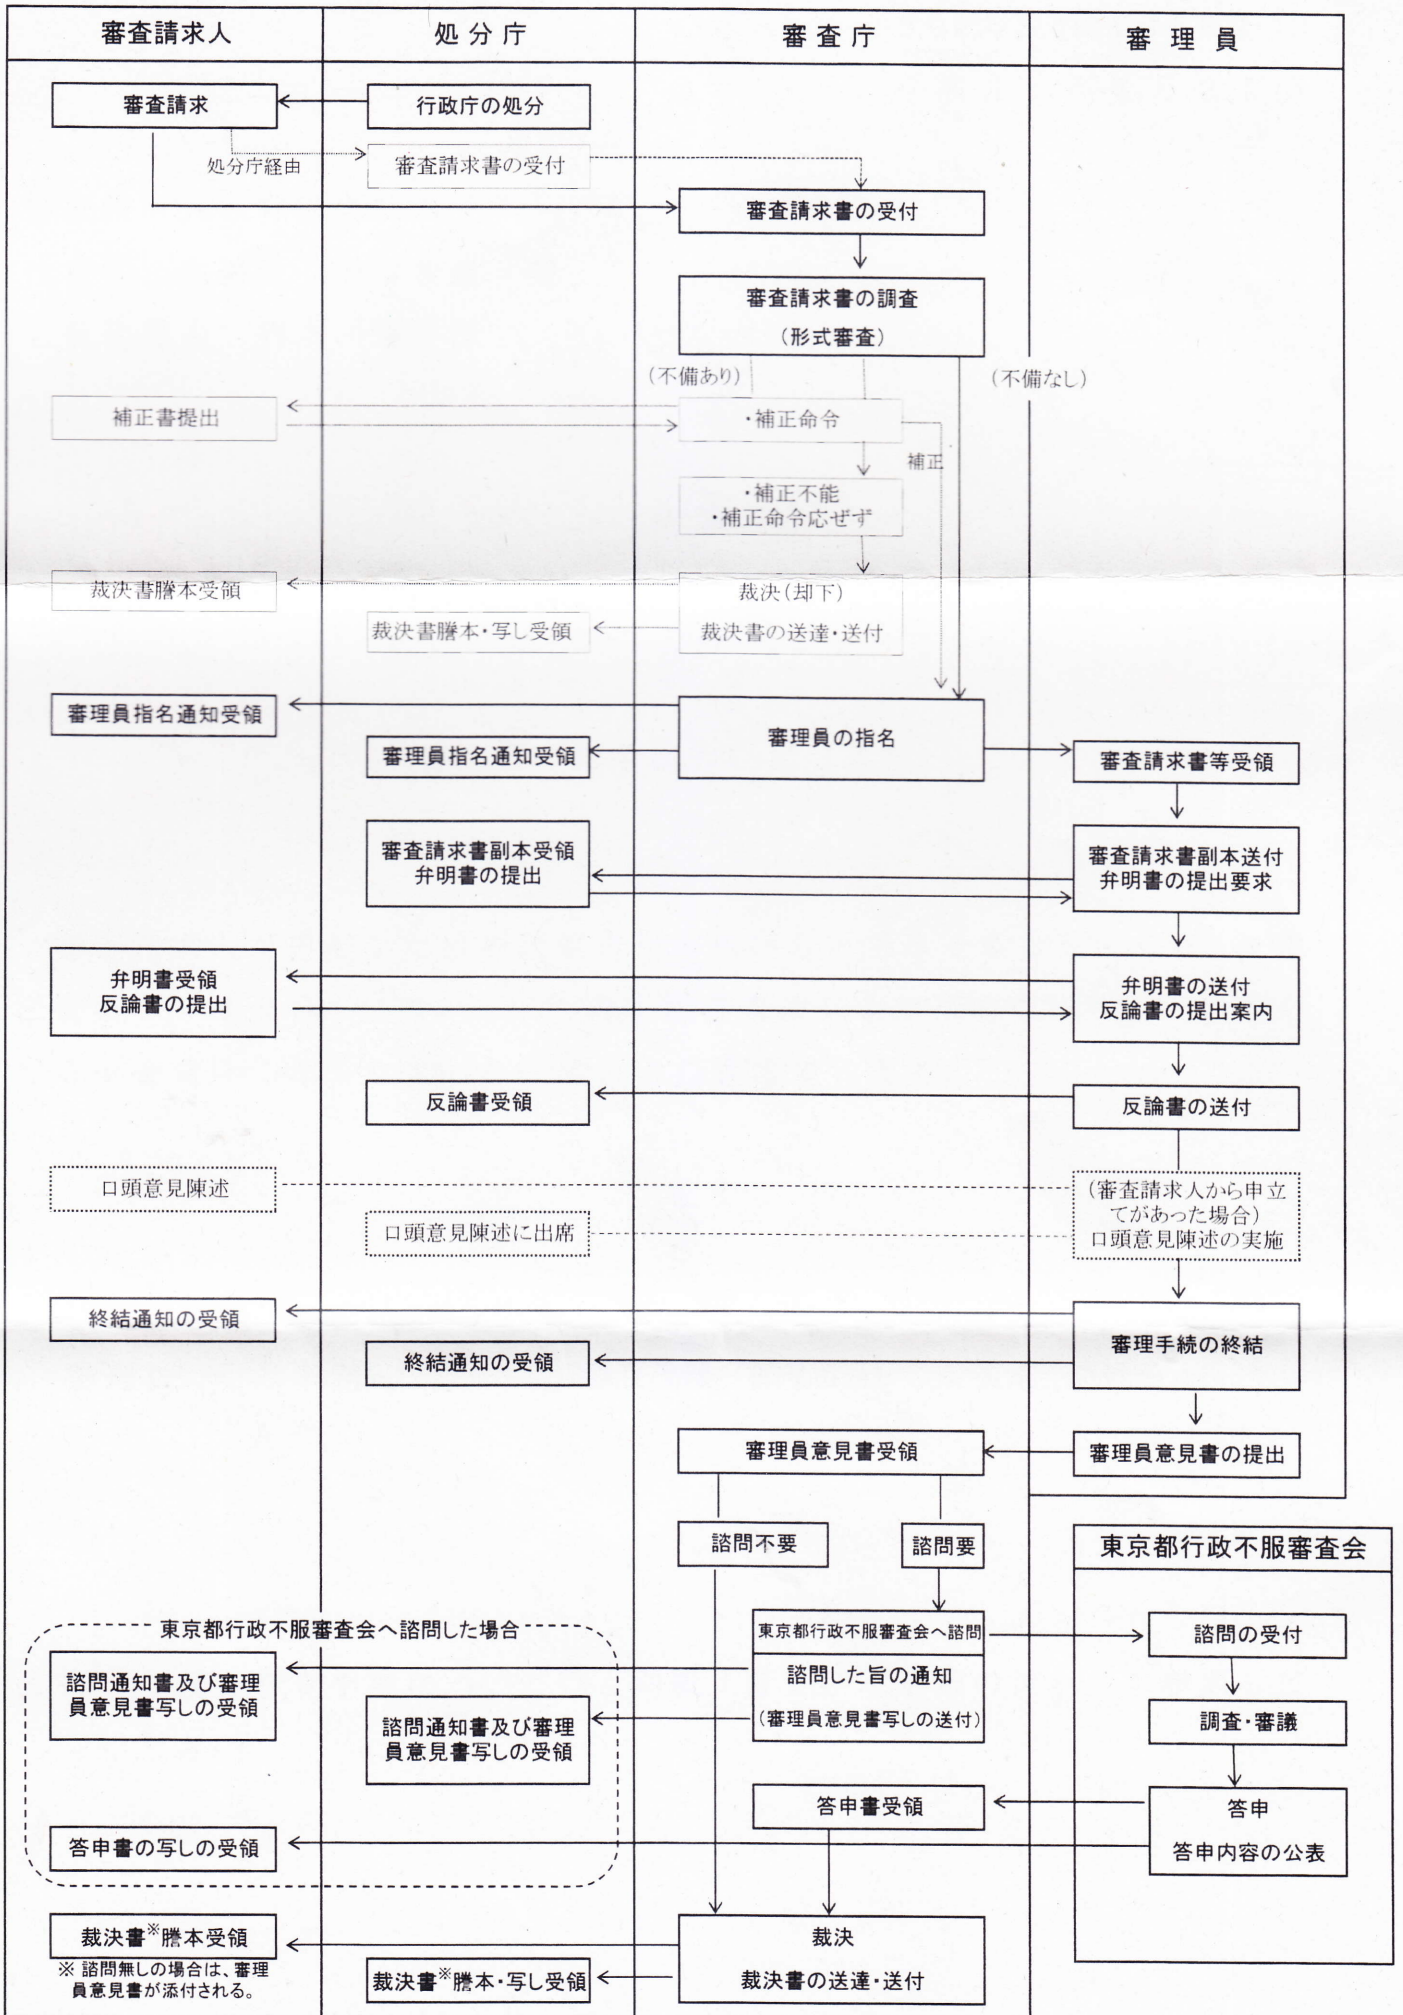 審査請求人
処分庁
審査庁
審理員
審査請求
行政庁の処分
処分庁経由
審査請求書の受付
審査請求書の受付
審査請求書の調査
(形式審査)
(不備あり)
(不備なし)
補正書提出
・補正命令
補正
・補正不能
・補正命令応ぜず
裁決書謄本受領
裁決(却下)
裁決書謄本・写し受領
裁決書の送達・送付
審理員指名通知受領
審理員の指名
審理員指名通知受領
審査請求書等受領
審査請求書副本受領
弁明書の提出
審査請求書副本送付
弁明書の提出要求
弁明書受領
反論書の提出
弁明書の送付
反論書の提出案内
反論書受領
反論書の送付
口頭意見陳述
(審査請求人から申立
てがあった場合)
口頭意見陳述の実施
口頭意見陳述に出席
終結通知の受領
審理手続の終結
終結通知の受領
審理員意見書受領
審理員意見書の提出
諮問不要
諮問要
東京都行政不服審査会
東京都行政不服審査会へ諮問した場合
東京都行政不服審査会へ諮問
諮問の受付
諮問通知書及び審理
員意見書写しの受領
諮問した旨の通知
(審理員意見書写しの送付)
諮問通知書及び審理
員意見書写しの受領
調査・審議
答申書受領
答申
答申内容の公表
答申書の写しの受領
裁決書※謄本受領
※ 諮問無しの場合は、審理
員意見書が添付される。
裁決
裁決書の送達・送付
裁決書※謄本・写し受領